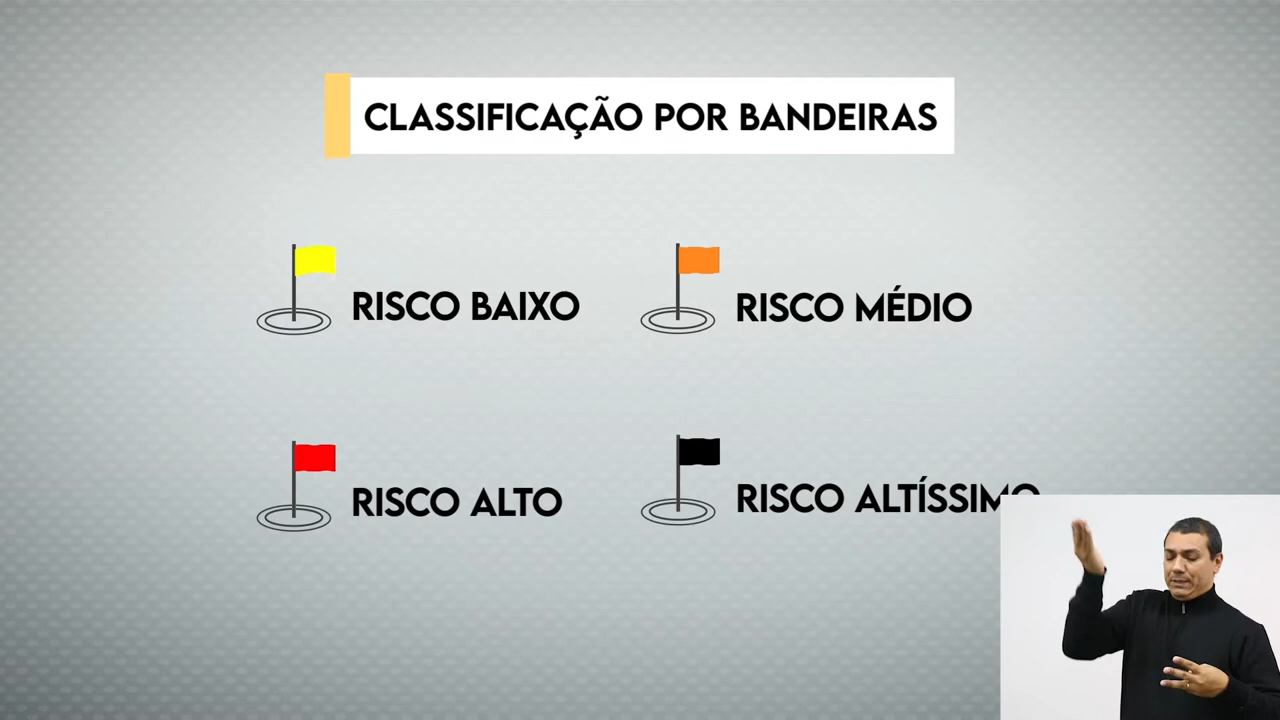 CLASSIFICAÇÃO POR BANDEIRAS
RISCO BAIXO
RISCO MÉDIO
RISCO ALTO
RISCO ALTÍSSIMO